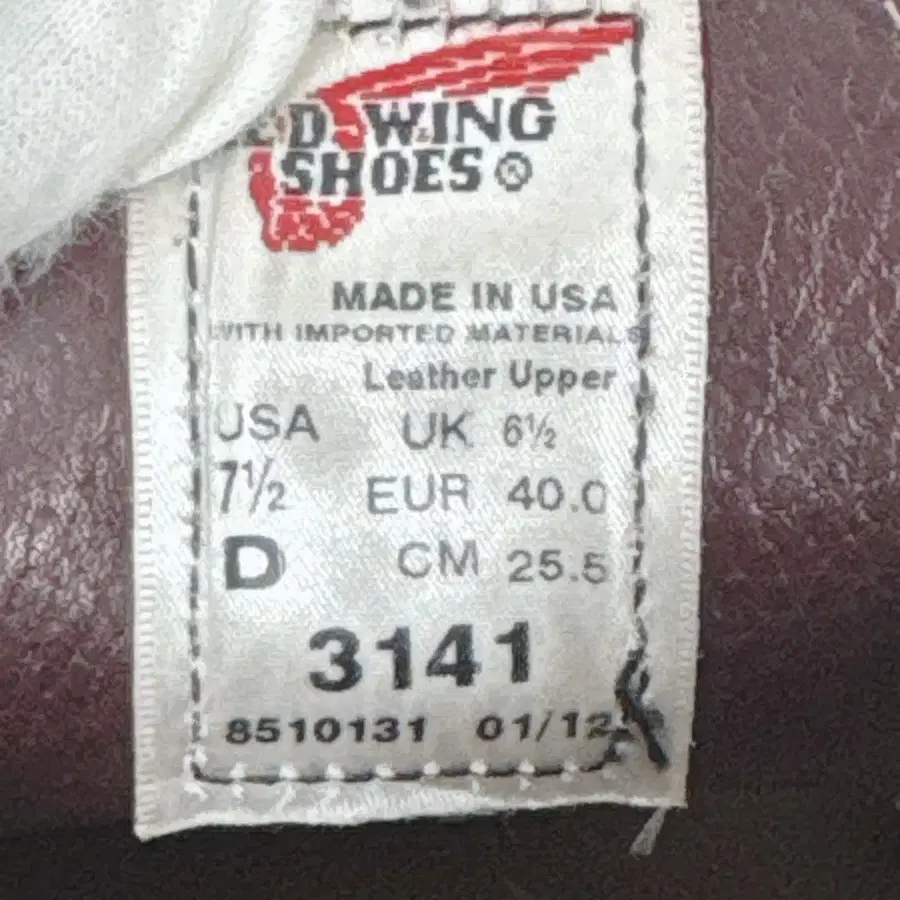 RED WING
SHOES ®
MADE IN USA
WITH IMPORTED MATERIALS
Leather Upper
USA UK 6½
7½ EUR 40.0
D CM 25.5
3141
8510131 01/12